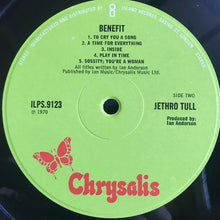 BENEFIT
1. TO CRY YOU A SONG
2. A TIME FOR EVERYTHING
3. INSIDE
4. PLAY IN TIME
5. SOSSITY, YOU'RE A WOMAN
All titles written by Ian Anderson
Published by Ian Music/Chrysalis Music Ltd.
ILPS.9123
℗ 1970
SIDE TWO
JETHRO TULL
Produced by:
Ian Anderson
Chrysalis